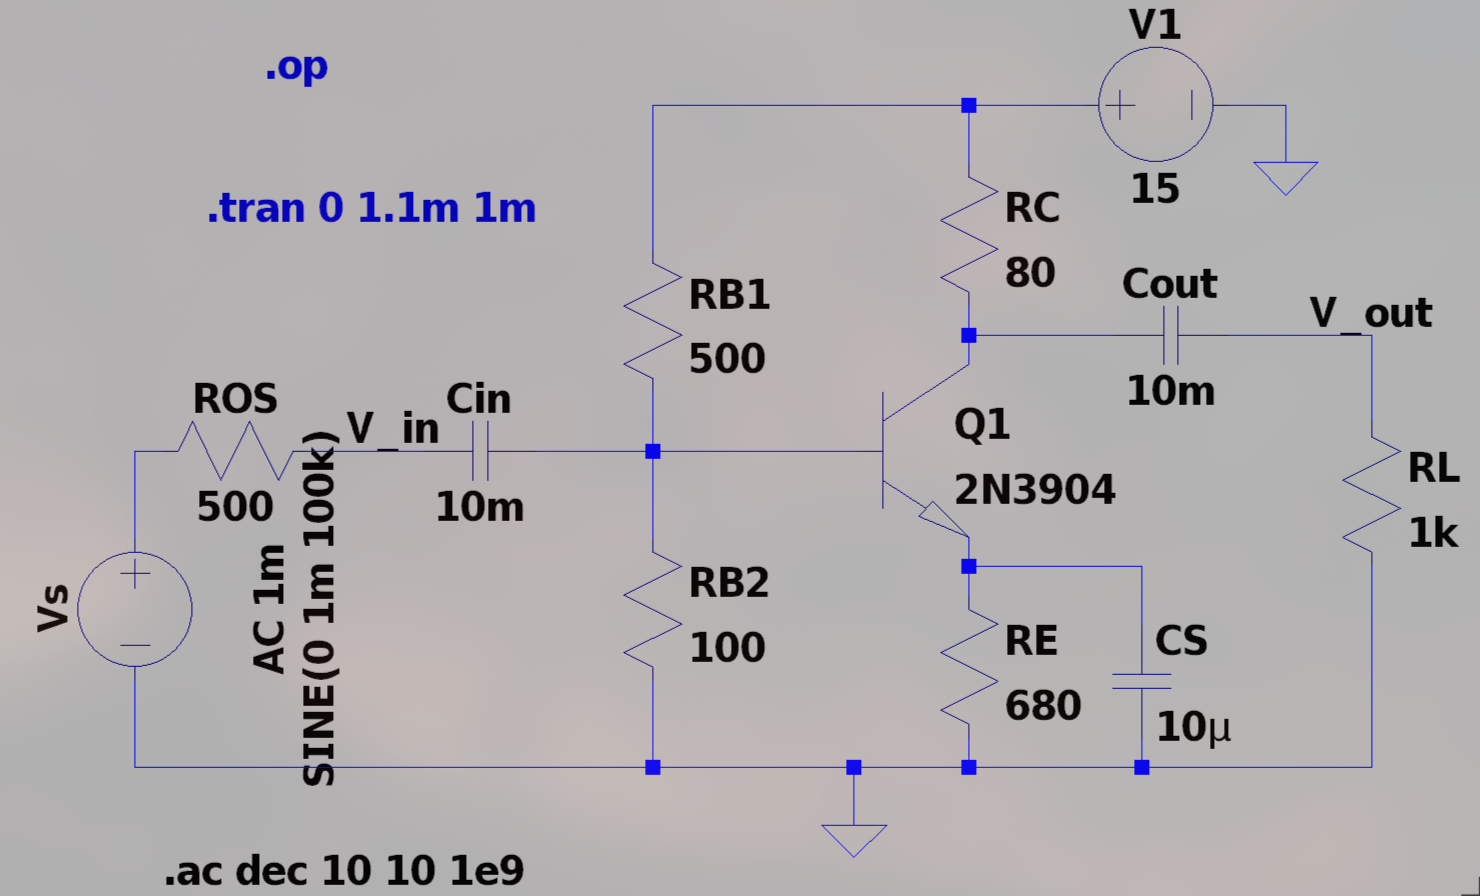 V1
.op
15
.tran 0 1.1m 1m
RC
80
Cout
V_out
10m
RB1
500
ROS
V_in
Cin
500
10m
Q1
2N3904
RL
1k
Vs
AC 1m
SINE(0 1m 100k)
RB2
100
RE
680
CS
10µ
.ac dec 10 10 1e9